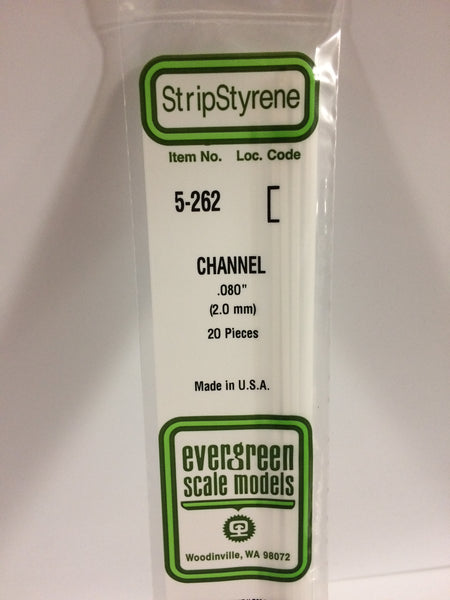 StripStyrene
Item No. Loc. Code
5-262
CHANNEL
.080"
(2.0 mm)
20 Pieces
Made in U.S.A.
evergreen
scale models
Woodinville, WA 98072